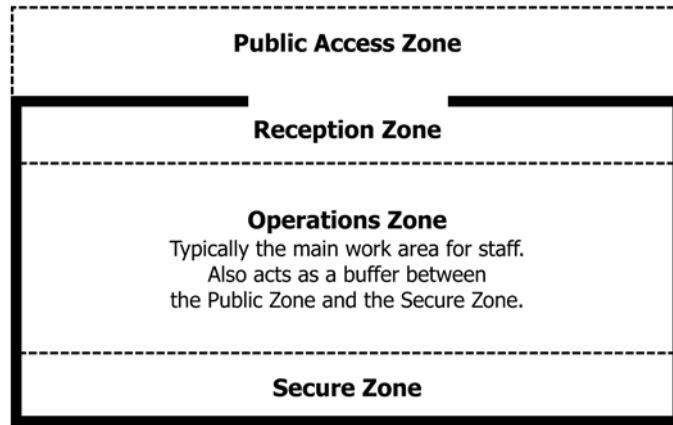 Public Access Zone
Reception Zone
Operations Zone
Typically the main work area for staff.
Also acts as a buffer between
the Public Zone and the Secure Zone.
Secure Zone